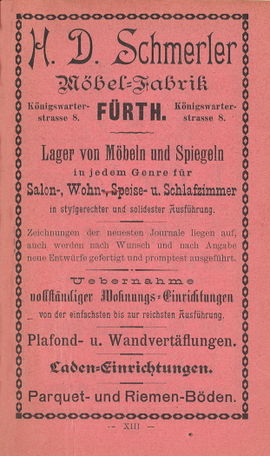 H. D. Schmerler
Möbel-Fabrik
Königswarter-strasse 8. FÜRTH. Königswarter-strasse 8.
Lager von Möbeln und Spiegeln
in jedem Genre für
Salon-, Wohn-, Speise- u. Schlafzimmer
in stylgerechter und solidester Ausführung.
Zeichnungen der neuesten Journale liegen auf,
auch werden nach Wunsch und nach Angabe
neue Entwürfe gefertigt und promptest ausgeführt.
Uebernahme
vollständiger Wohnungs-Einrichtungen
von der einfachsten bis zur reichsten Ausführung.
Plafond- u. Wandvertäflungen.
Laden-Einrichtungen.
Parquet- und Riemen-Böden.
— XIII —